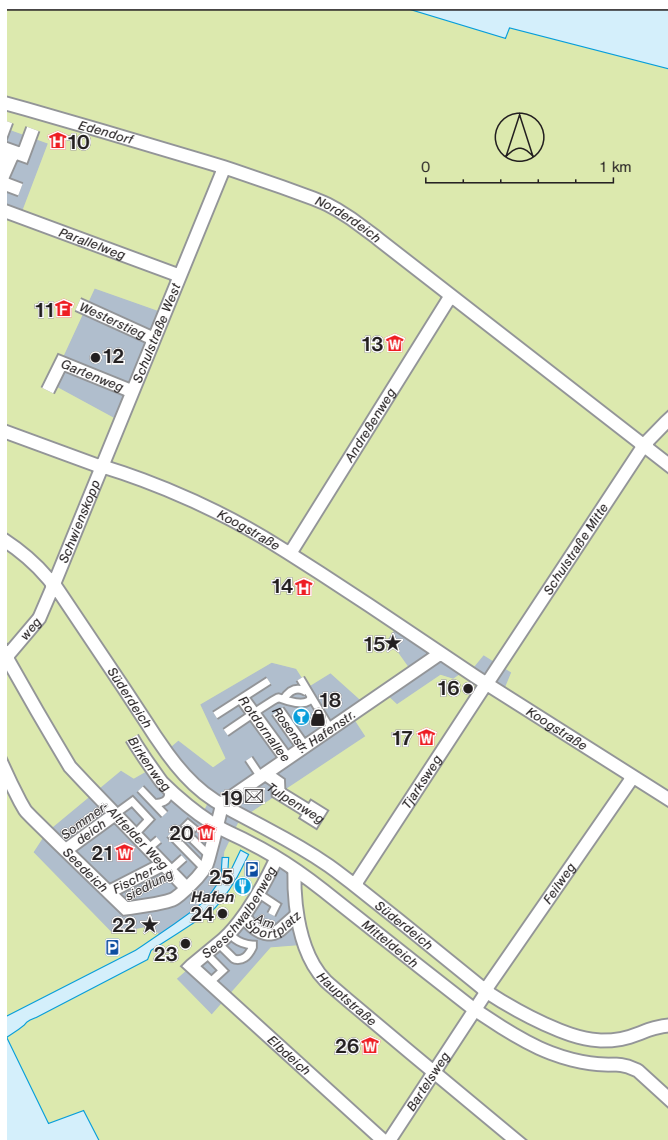 Edendorf
H 10
0 1 km
Norderdeich
Parallelweg
11 F
Westerstieg
Schulstraße West
12
Gartenweg
13 W
Andreßenweg
Koogstraße
Schwienskopp
Schulstraße Mitte
14 H
weg
15
16
Süderdeich
Rotdornallee
Rosenstr.
18
Hafenstr.
17 W
Koogstraße
Tjarksweg
Birkenweg
19
Tulpenweg
Sommer-
deich
Altfelder Weg
20 W
21 W
Seedeich
Fischer-
siedlung
25
P
Hafen
24
22
P
23
Seeschwalbenweg
Am
Sportplatz
Süderdeich
Mitteldeich
Fellweg
Hauptstraße
26 W
Elbdeich
Bartelsweg